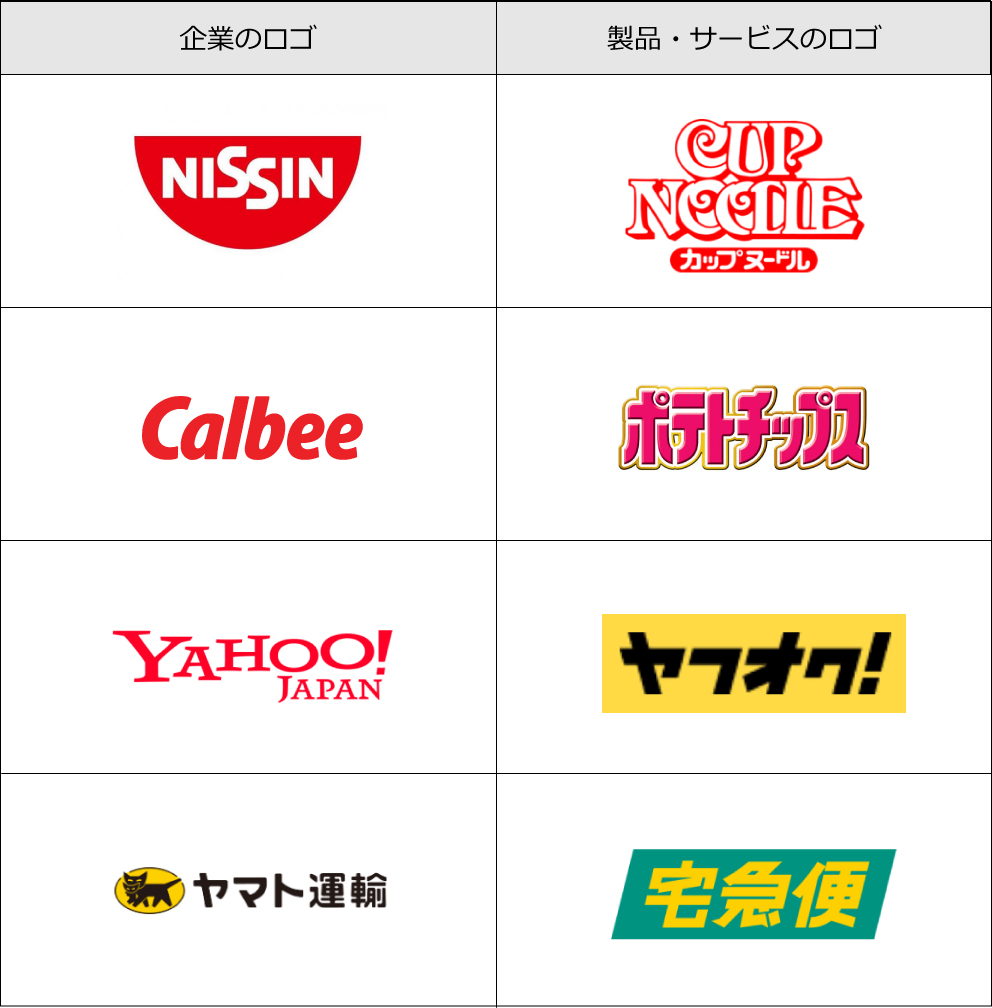 企業のロゴ
製品・サービスのロゴ
NISSIN
CUP
NOODLE
カップヌードル
Calbee
ポテトチップス
YAHOO!
JAPAN
ヤフオク!
ヤマト運輸
宅急便